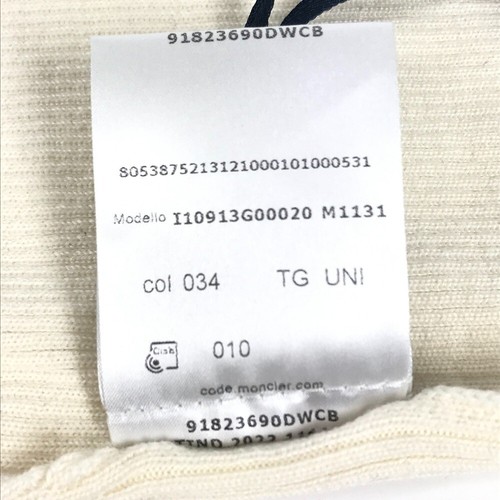 91823690DWCB
8053875213121000101000531
Modello I10913G00020 M1131
col 034 TG UNI
010
code.moncler.com
91823690DWCB